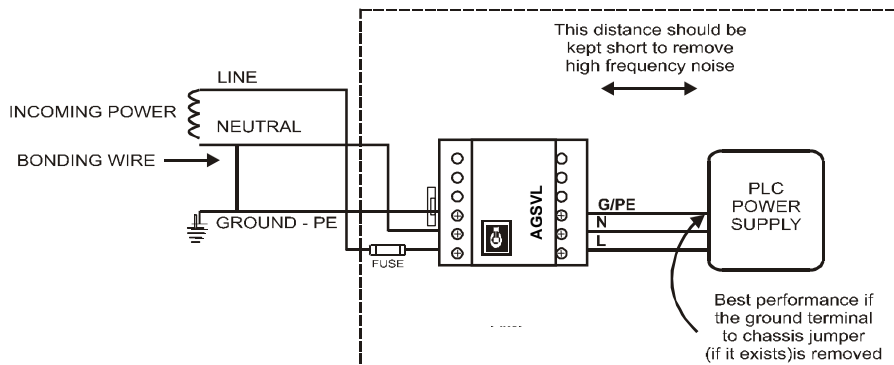 This distance should be
kept short to remove
high frequency noise
LINE
INCOMING POWER
NEUTRAL
BONDING WIRE
GROUND - PE
FUSE
AGSVL
G/PE
N
L
PLC
POWER
SUPPLY
Best performance if
the ground terminal
to chassis jumper
(if it exists)is removed